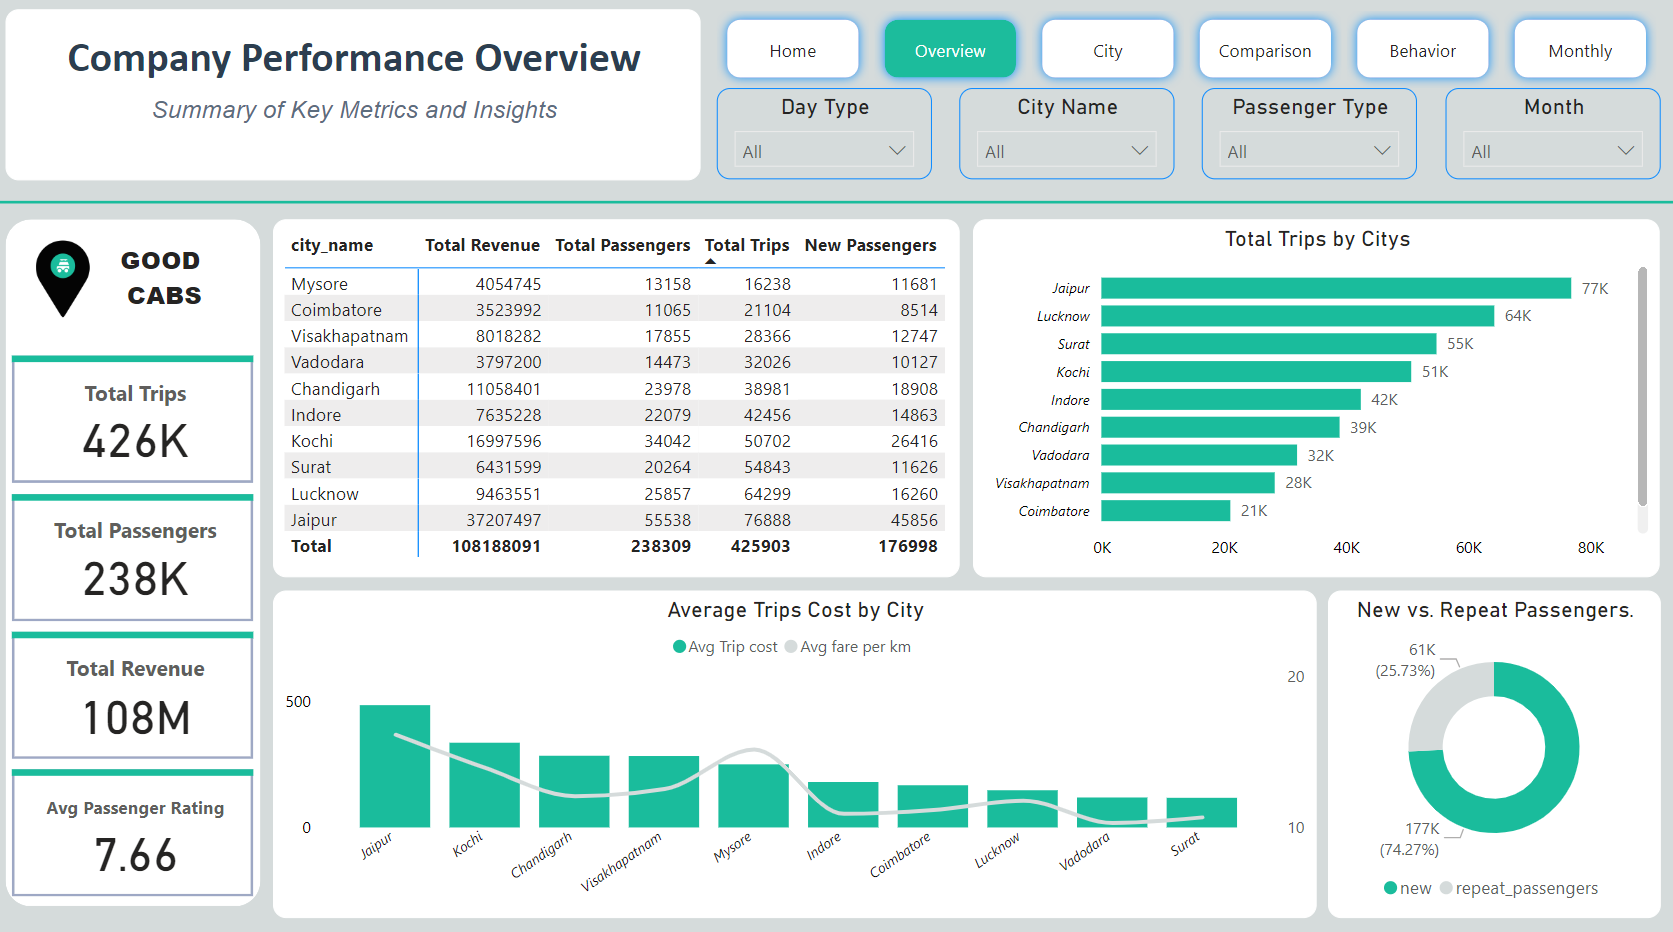 Company Performance Overview
Summary of Key Metrics and Insights
Home
Overview
City
Comparison
Behavior
Monthly
Day Type
All
City Name
All
Passenger Type
All
Month
All
GOOD
CABS
Total Trips
426K
Total Passengers
238K
Total Revenue
108M
Avg Passenger Rating
7.66
city_name Total Revenue Total Passengers Total Trips New Passengers
Mysore 4054745 13158 16238 11681
Coimbatore 3523992 11065 21104 8514
Visakhapatnam 8018282 17855 28366 12747
Vadodara 3797200 14473 32026 10127
Chandigarh 11058401 23978 38981 18908
Indore 7635228 22079 42456 14863
Kochi 16997596 34042 50702 26416
Surat 6431599 20264 54843 11626
Lucknow 9463551 25857 64299 16260
Jaipur 37207497 55538 76888 45856
Total 108188091 238309 425903 176998
Total Trips by Citys
Jaipur 77K
Lucknow 64K
Surat 55K
Kochi 51K
Indore 42K
Chandigarh 39K
Vadodara 32K
Visakhapatnam 28K
Coimbatore 21K
0K 20K 40K 60K 80K
Average Trips Cost by City
Avg Trip cost Avg fare per km
500
0
20
10
Jaipur Kochi Chandigarh Visakhapatnam Mysore Indore Coimbatore Lucknow Vadodara Surat
New vs. Repeat Passengers.
61K
(25.73%)
177K
(74.27%)
new repeat_passengers